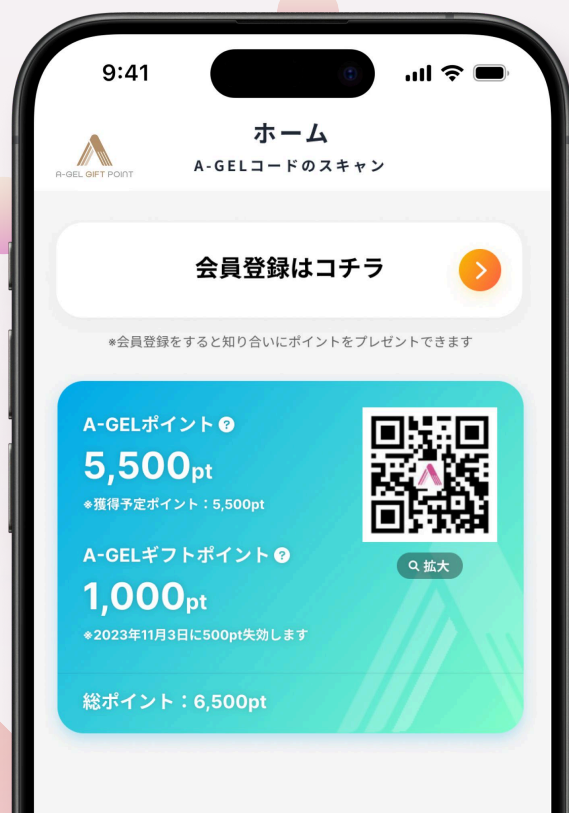 9:41
ホーム
A-GEL GIFT POINT
A-GELコードのスキャン
会員登録はコチラ
※会員登録をすると知り合いにポイントをプレゼントできます
A-GELポイント ?
5,500pt
※獲得予定ポイント：5,500pt
A-GELギフトポイント ?
拡大
1,000pt
※2023年11月3日に500pt失効します
総ポイント：6,500pt